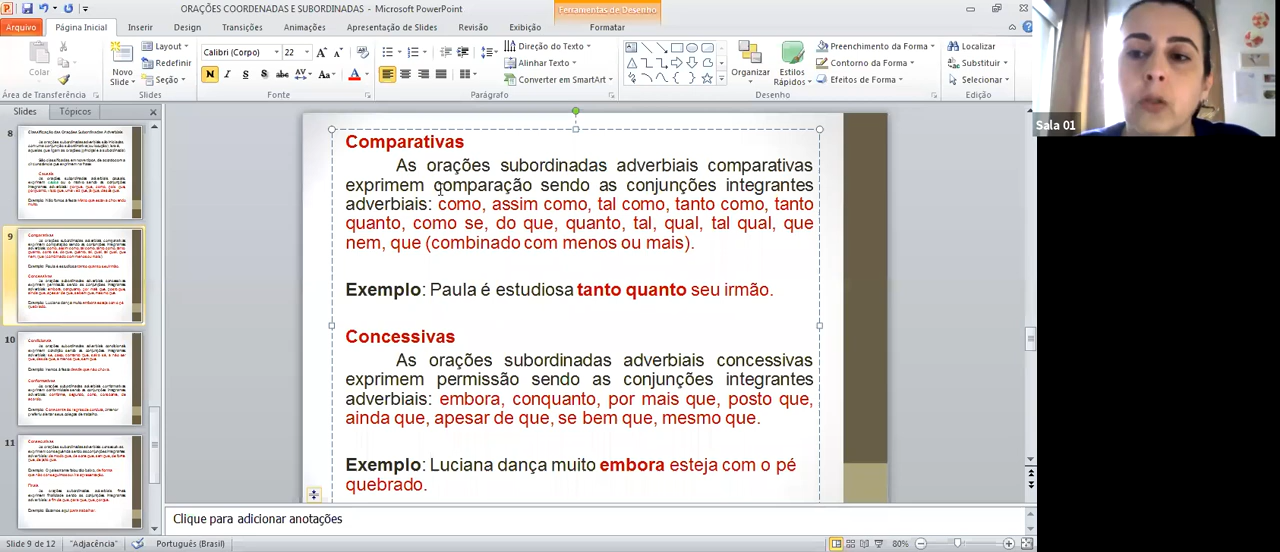 ORAÇÕES COORDENADAS E SUBORDINADAS - Microsoft PowerPoint
Ferramentas de Desenho
Arquivo Página Inicial Inserir Design Transições Animações Apresentação de Slides Revisão Exibição Formatar
Colar
Novo Slide
Layout
Redefinir
Seção
Calibri (Corpo) 22
Direção do Texto
Alinhar Texto
Converter em SmartArt
Organizar
Estilos Rápidos
Preenchimento da Forma
Contorno da Forma
Efeitos de Forma
Localizar
Substituir
Selecionar
Área de Transferência Slides Fonte Parágrafo Desenho Edição
Slides Tópicos
8
9
10
11
Comparativas
As orações subordinadas adverbiais comparativas
exprimem comparação sendo as conjunções integrantes
adverbiais: como, assim como, tal como, tanto como, tanto
quanto, como se, do que, quanto, tal, qual, tal qual, que
nem, que (combinado com menos ou mais).
Exemplo: Paula é estudiosa tanto quanto seu irmão.
Concessivas
As orações subordinadas adverbiais concessivas
exprimem permissão sendo as conjunções integrantes
adverbiais: embora, conquanto, por mais que, posto que,
ainda que, apesar de que, se bem que, mesmo que.
Exemplo: Luciana dança muito embora esteja com o pé
quebrado.
Clique para adicionar anotações
Slide 9 de 12 "Adjacência" Português (Brasil) 80%
Sala 01